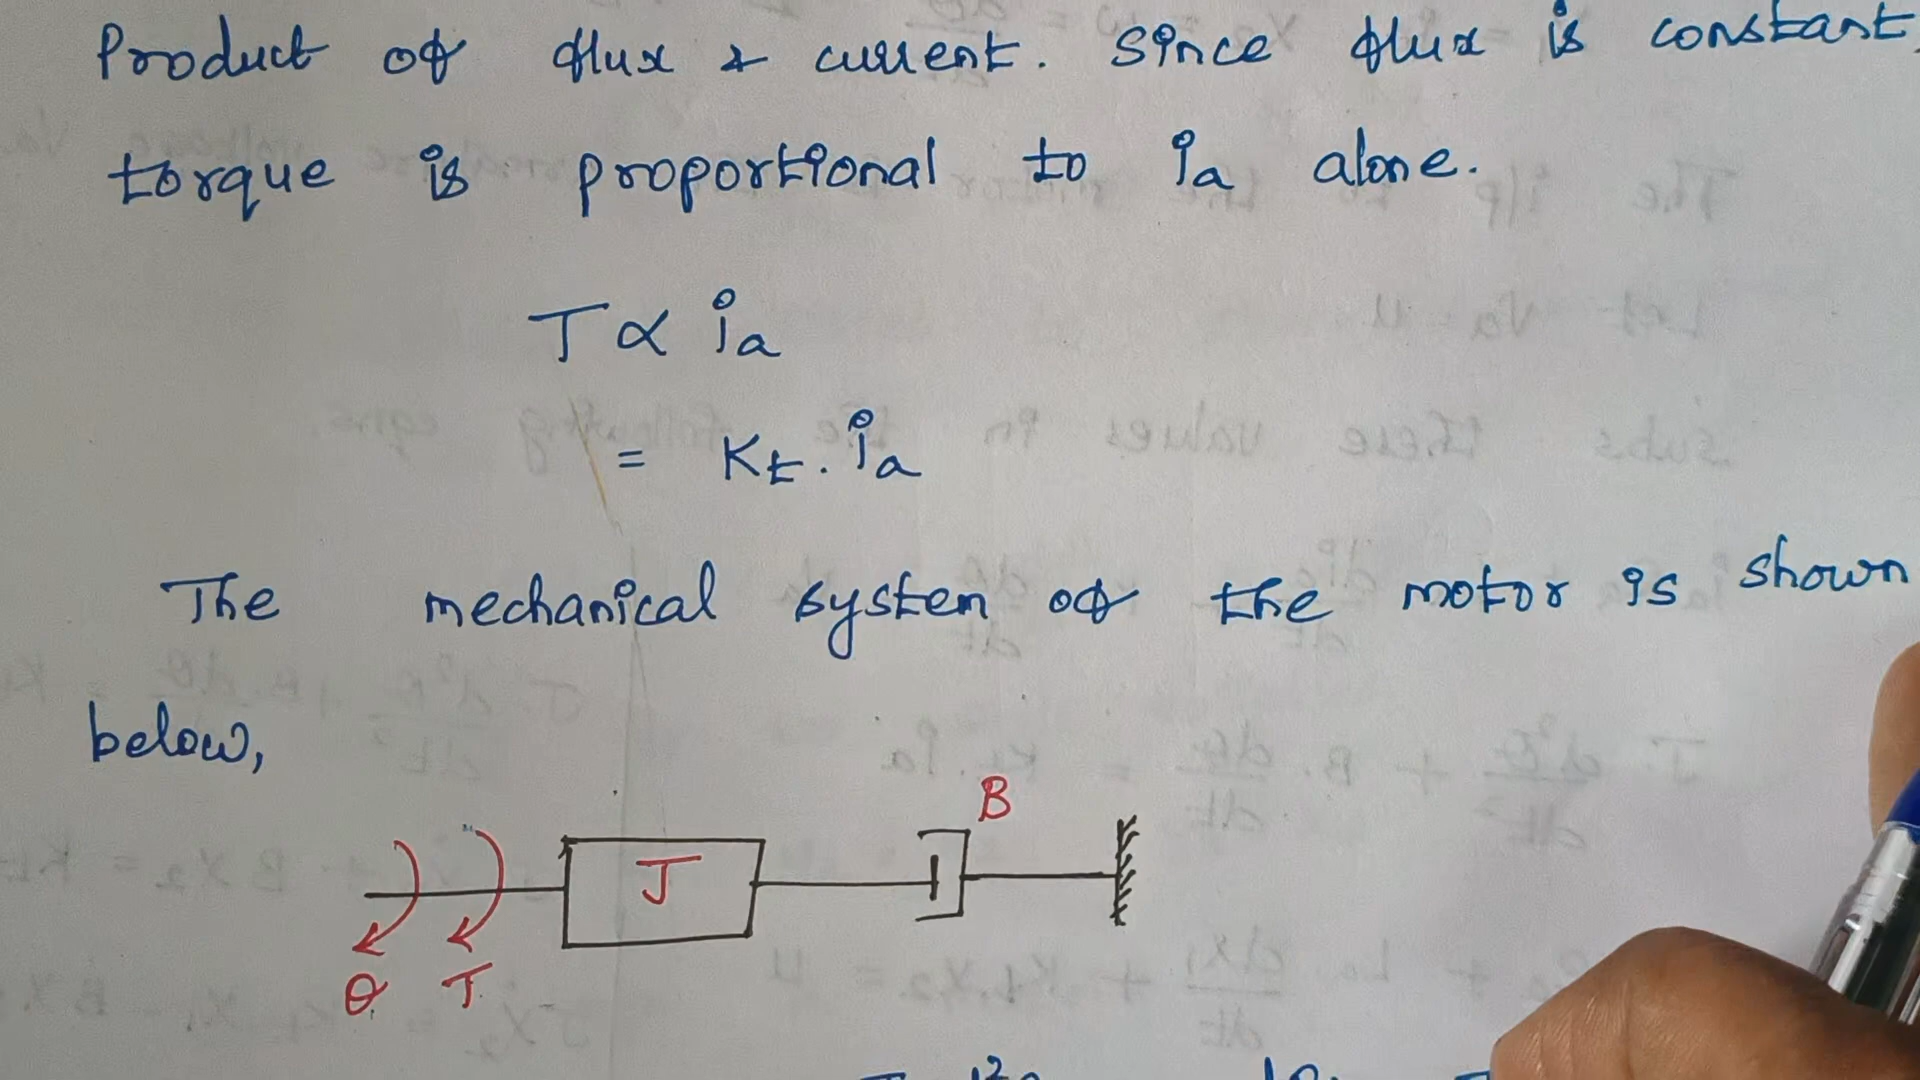 Product of flux & current. Since flux is constant,
torque is proportional to ia alone.
T ∝ ia
= Kt . ia
The mechanical system of the motor is shown
below,
B
J
θ T